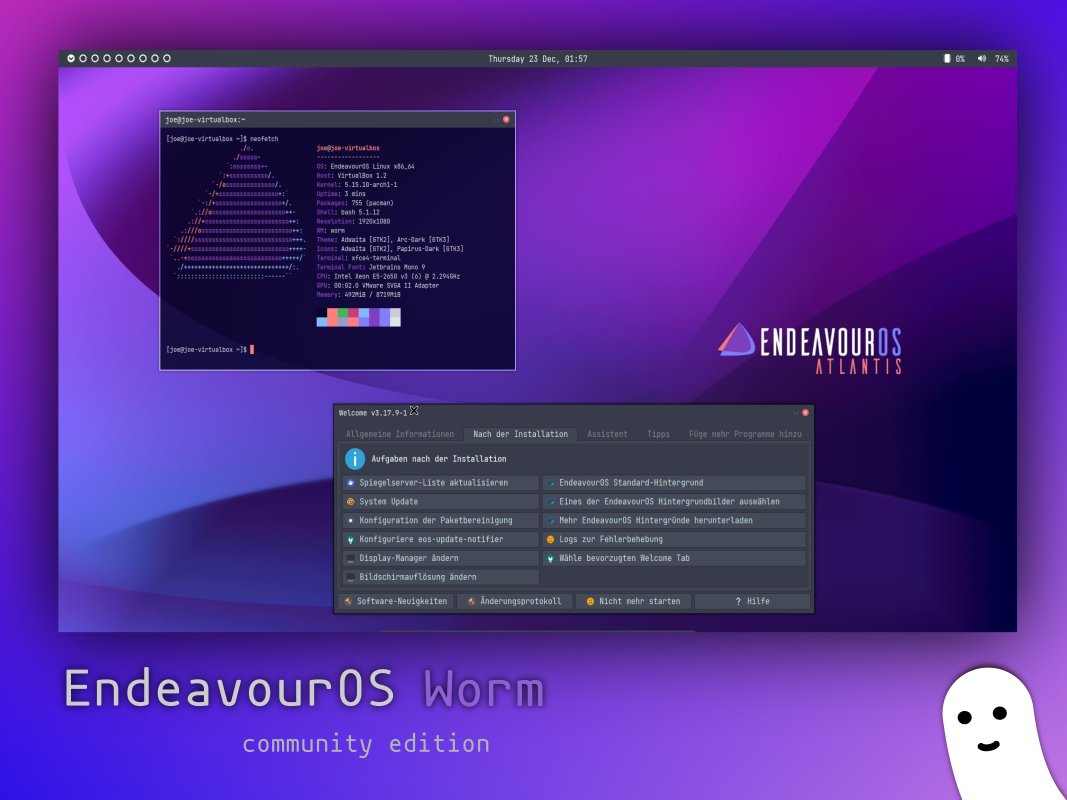 Thursday 23 Dec, 01:57
0%
74%
joe@joe-virtualbox:~
[joe@joe-virtualbox ~]$ neofetch
joe@joe-virtualbox
------------------
OS: EndeavourOS Linux x86_64
Host: VirtualBox 1.2
Kernel: 5.15.10-arch1-1
Uptime: 3 mins
Packages: 755 (pacman)
Shell: bash 5.1.12
Resolution: 1920x1080
WM: worm
Theme: Adwaita [GTK2], Arc-Dark [GTK3]
Icons: Adwaita [GTK2], Papirus-Dark [GTK3]
Terminal: xfce4-terminal
Terminal Font: Jetbrains Mono 9
CPU: Intel Xeon E5-2650 v3 (6) @ 2.294GHz
GPU: 00:02.0 VMware SVGA II Adapter
Memory: 492MiB / 8719MiB
[joe@joe-virtualbox ~]$
ENDEAVOUROS
ATLANTIS
Welcome v3.17.9-1
Allgemeine Informationen Nach der Installation Assistent Tipps Füge mehr Programme hinzu
Aufgaben nach der Installation
Spiegelserver-Liste aktualisieren EndeavourOS Standard-Hintergrund
System Update Eines der EndeavourOS Hintergrundbilder auswählen
Konfiguration der Paketbereinigung Mehr EndeavourOS Hintergründe herunterladen
Konfiguriere eos-update-notifier Logs zur Fehlerbehebung
Display-Manager ändern Wähle bevorzugten Welcome Tab
Bildschirmauflösung ändern
Software-Neuigkeiten Änderungsprotokoll Nicht mehr starten ? Hilfe
EndeavourOS Worm
community edition